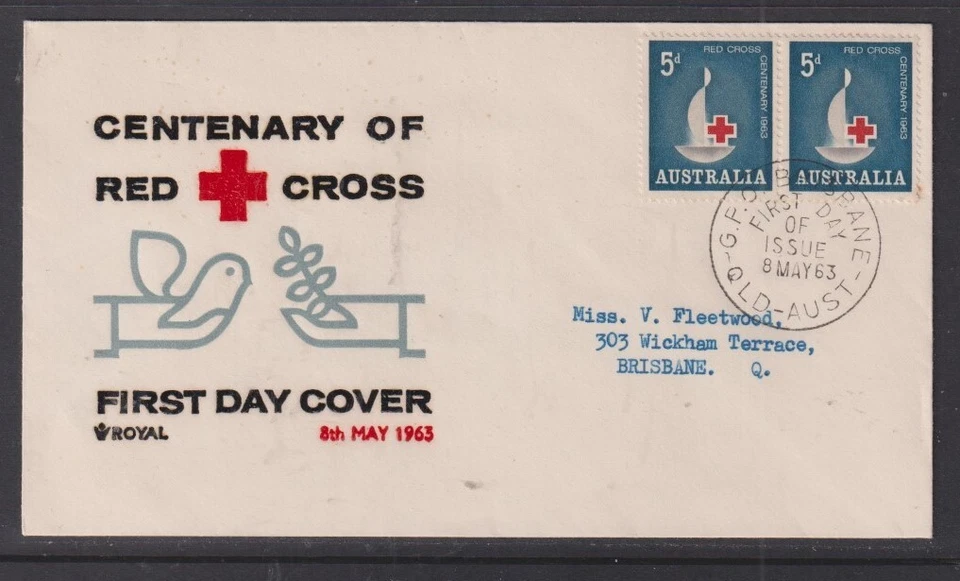 CENTENARY OF
RED CROSS
FIRST DAY COVER
ROYAL 8th MAY 1963
5d RED CROSS
CENTENARY 1963
AUSTRALIA
5d RED CROSS
CENTENARY 1963
AUSTRALIA
G.P.O. BRISBANE
FIRST DAY
OF
ISSUE
8 MAY 63
QLD-AUST
Miss. V. Fleetwood,
303 Wickham Terrace,
BRISBANE. Q.